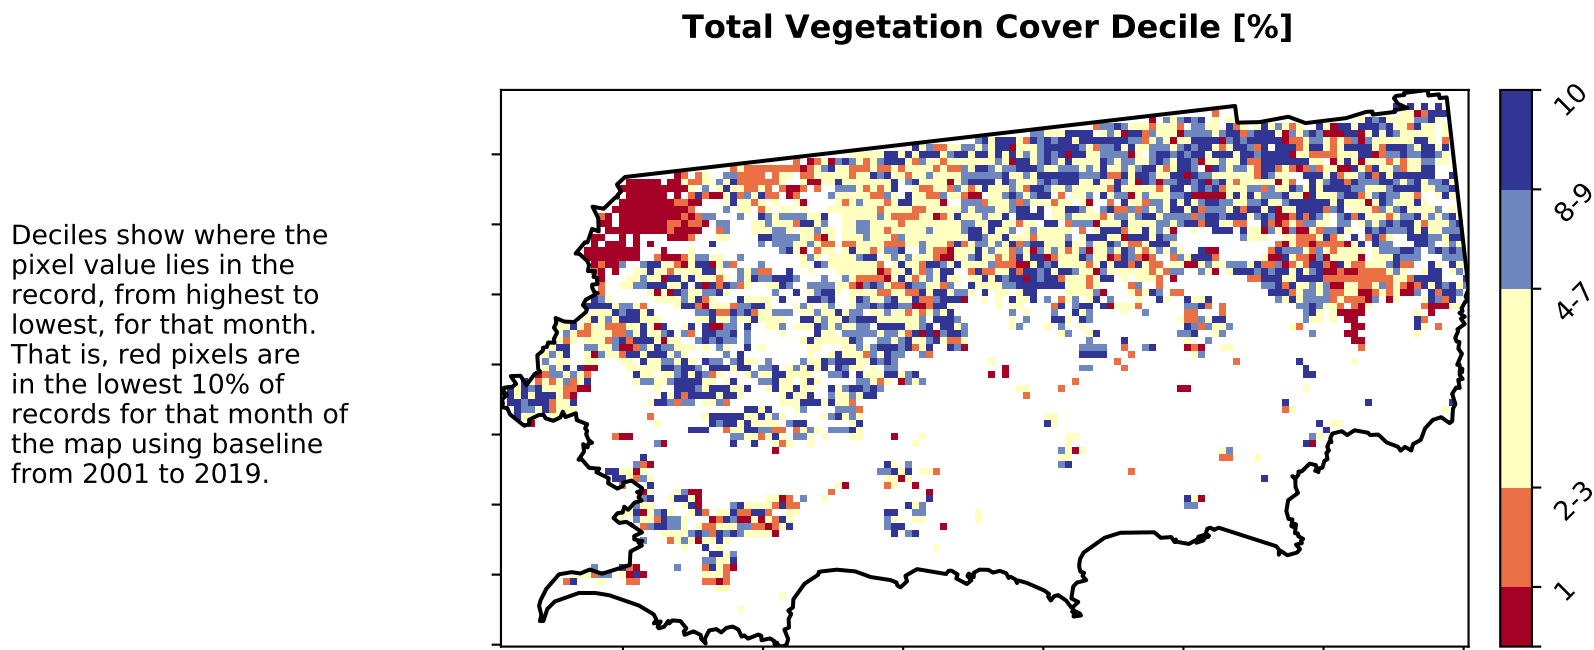 Total Vegetation Cover Decile [%]
Deciles show where the
pixel value lies in the
record, from highest to
lowest, for that month.
That is, red pixels are
in the lowest 10% of
records for that month of
the map using baseline
from 2001 to 2019.
10
8-9
4-7
2-3
1